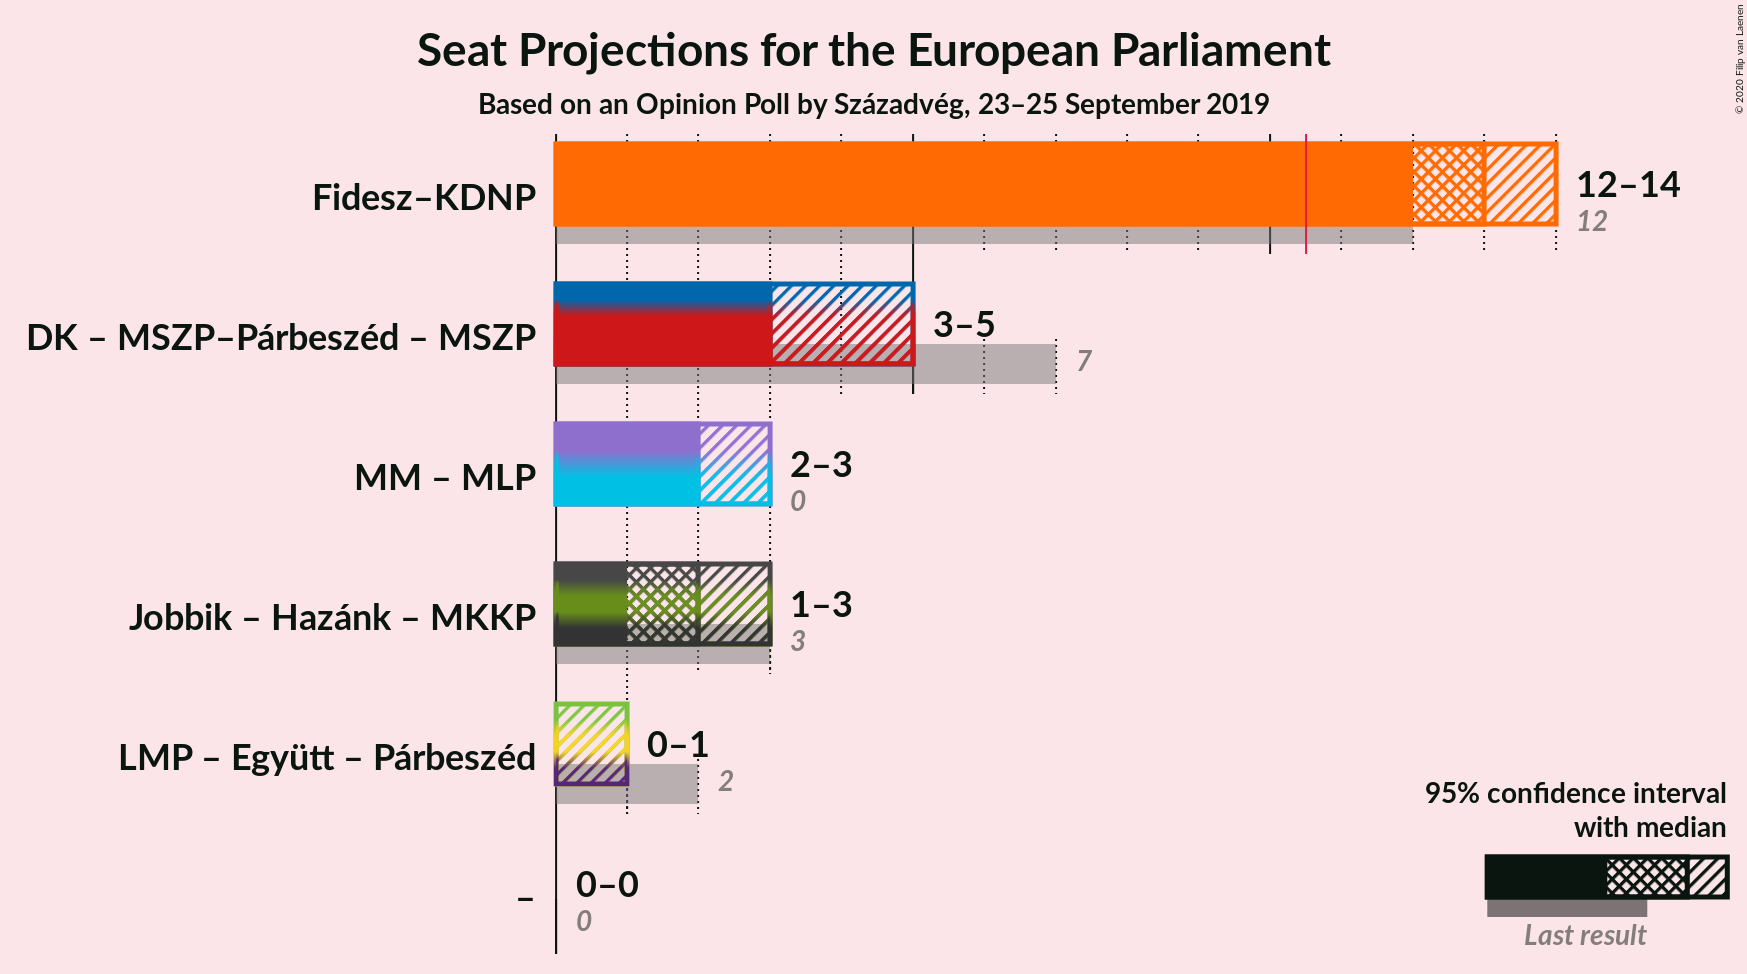 Seat Projections for the European Parliament
Based on an Opinion Poll by Századvég, 23–25 September 2019
© 2020 Filip van Laenen
Fidesz–KDNP
12–14
12
DK – MSZP–Párbeszéd – MSZP
3–5
7
MM – MLP
2–3
0
Jobbik – Hazánk – MKKP
1–3
3
LMP – Együtt – Párbeszéd
0–1
2
–
0–0
0
95% confidence interval
with median
Last result